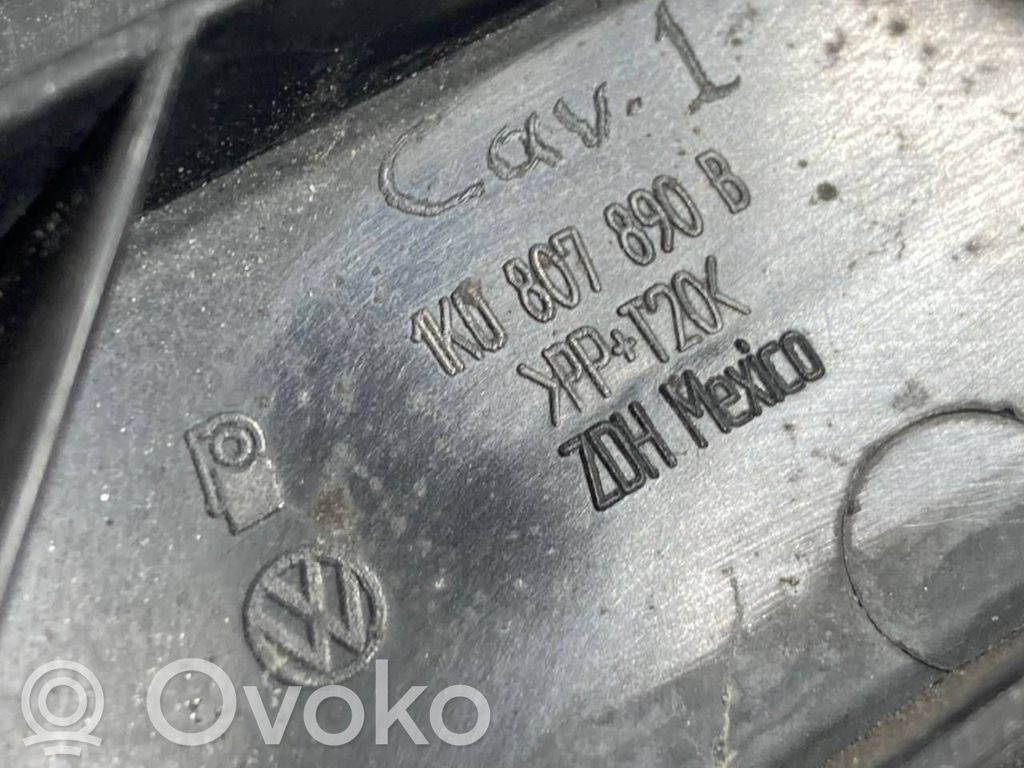 Cav. 1
1K0 807 890 B
>PP+T20<
ZDH Mexico
Ovoko